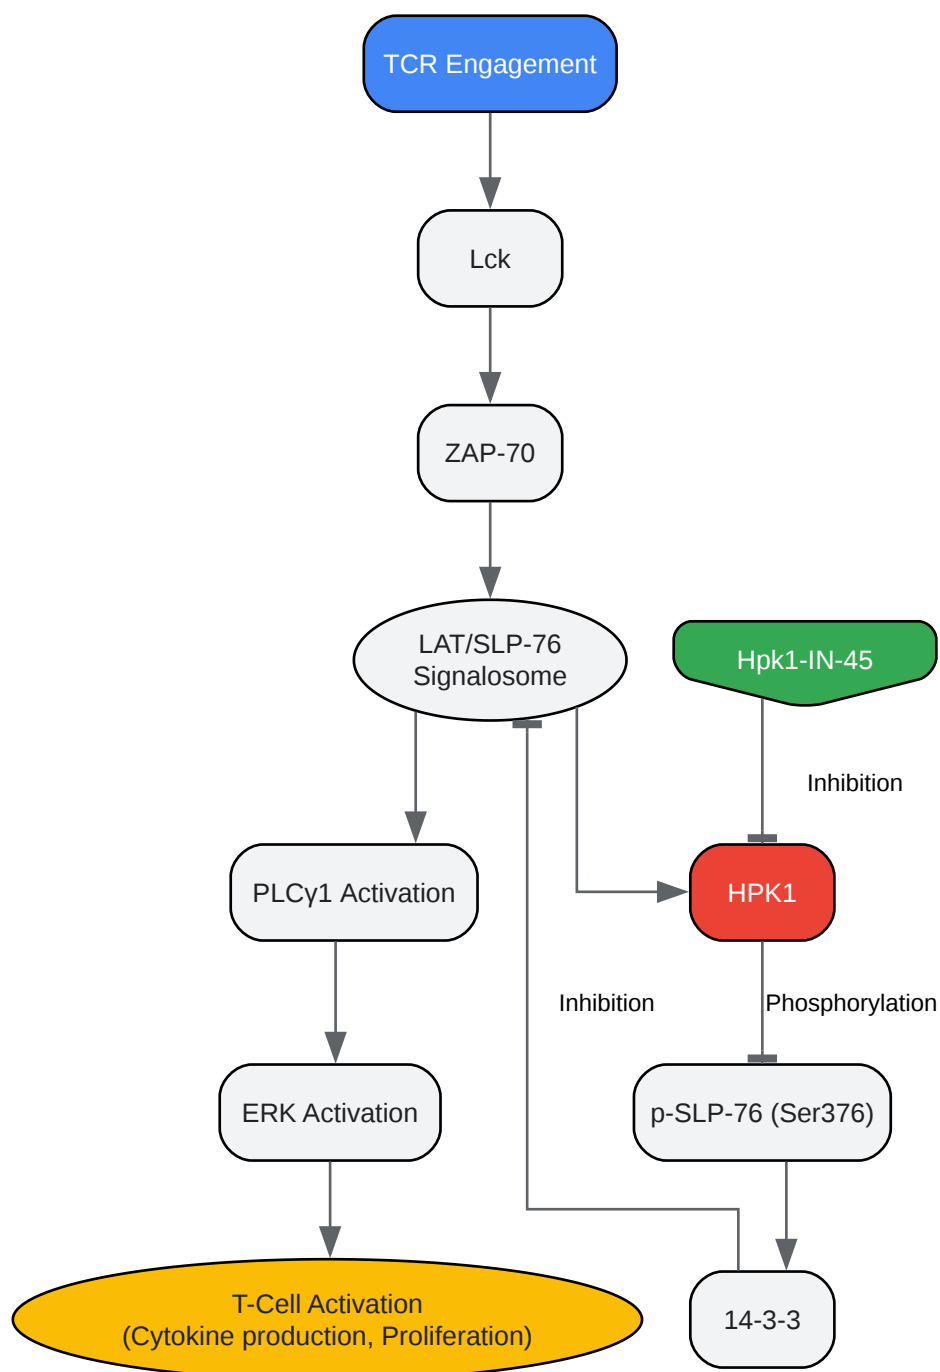 TCR Engagement
Lck
ZAP-70
LAT/SLP-76
Signalosome
Hpk1-IN-45
Inhibition
PLCγ1 Activation
HPK1
Inhibition
Phosphorylation
ERK Activation
p-SLP-76 (Ser376)
T-Cell Activation
(Cytokine production, Proliferation)
14-3-3